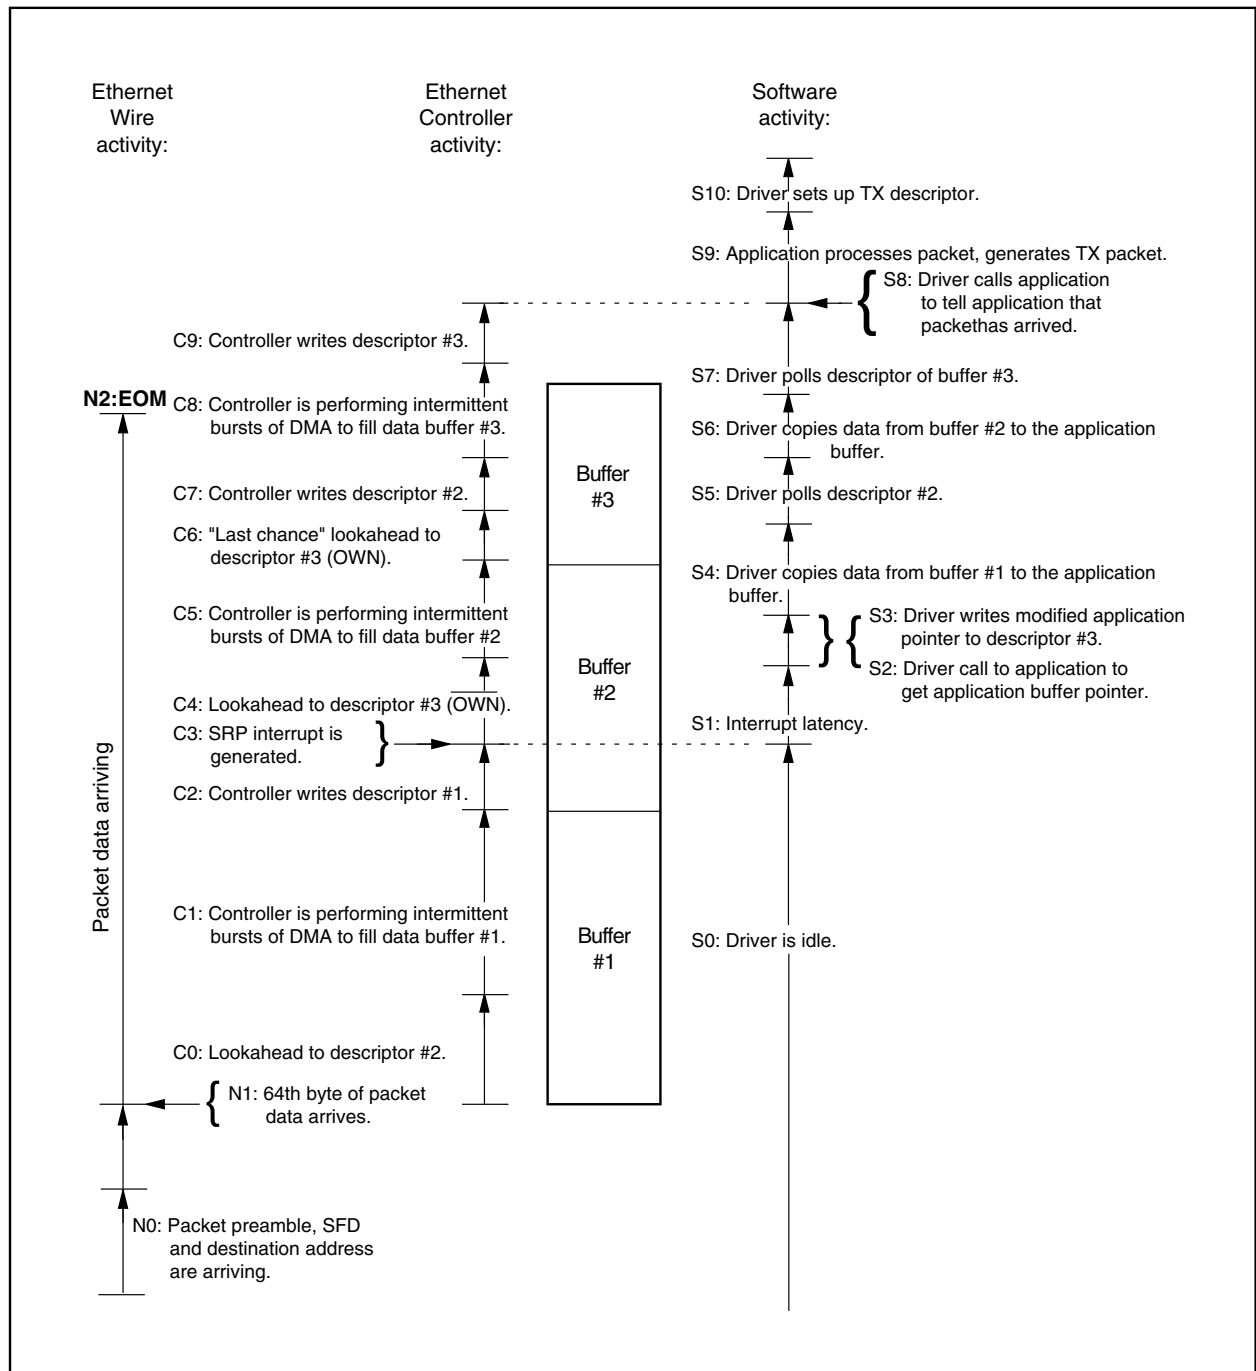 Ethernet
Wire
activity:
Ethernet
Controller
activity:
Software
activity:
S10: Driver sets up TX descriptor.
S9: Application processes packet, generates TX packet.
S8: Driver calls application
to tell application that
packethas arrived.
C9: Controller writes descriptor #3.
S7: Driver polls descriptor of buffer #3.
N2:EOM
C8: Controller is performing intermittent
bursts of DMA to fill data buffer #3.
S6: Driver copies data from buffer #2 to the application
buffer.
Buffer
#3
C7: Controller writes descriptor #2.
S5: Driver polls descriptor #2.
C6: "Last chance" lookahead to
descriptor #3 (OWN).
S4: Driver copies data from buffer #1 to the application
buffer.
C5: Controller is performing intermittent
bursts of DMA to fill data buffer #2
S3: Driver writes modified application
pointer to descriptor #3.
Buffer
#2
S2: Driver call to application to
get application buffer pointer.
C4: Lookahead to descriptor #3 (OWN).
S1: Interrupt latency.
C3: SRP interrupt is
generated.
C2: Controller writes descriptor #1.
Packet data arriving
C1: Controller is performing intermittent
bursts of DMA to fill data buffer #1.
Buffer
#1
S0: Driver is idle.
C0: Lookahead to descriptor #2.
N1: 64th byte of packet
data arrives.
N0: Packet preamble, SFD
and destination address
are arriving.